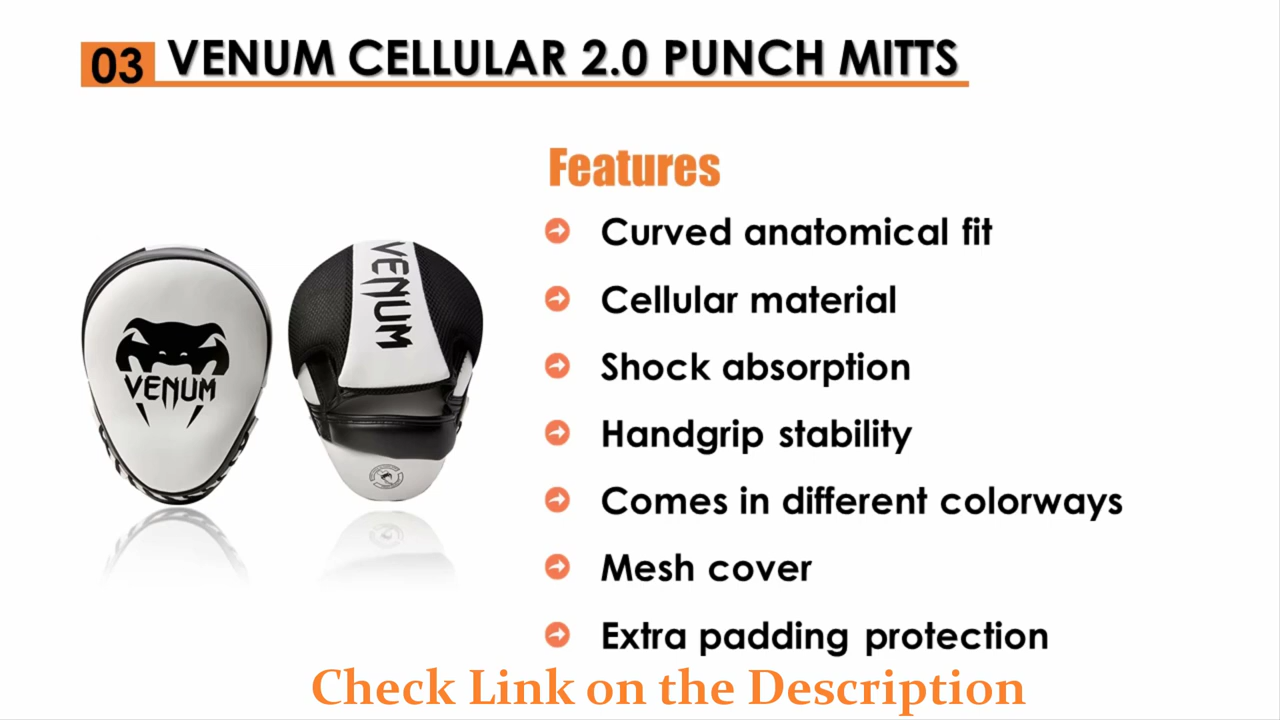 03 VENUM CELLULAR 2.0 PUNCH MITTS
Features
Curved anatomical fit
Cellular material
Shock absorption
Handgrip stability
Comes in different colorways
Mesh cover
Extra padding protection
VENUM
VENUM
Check Link on the Description